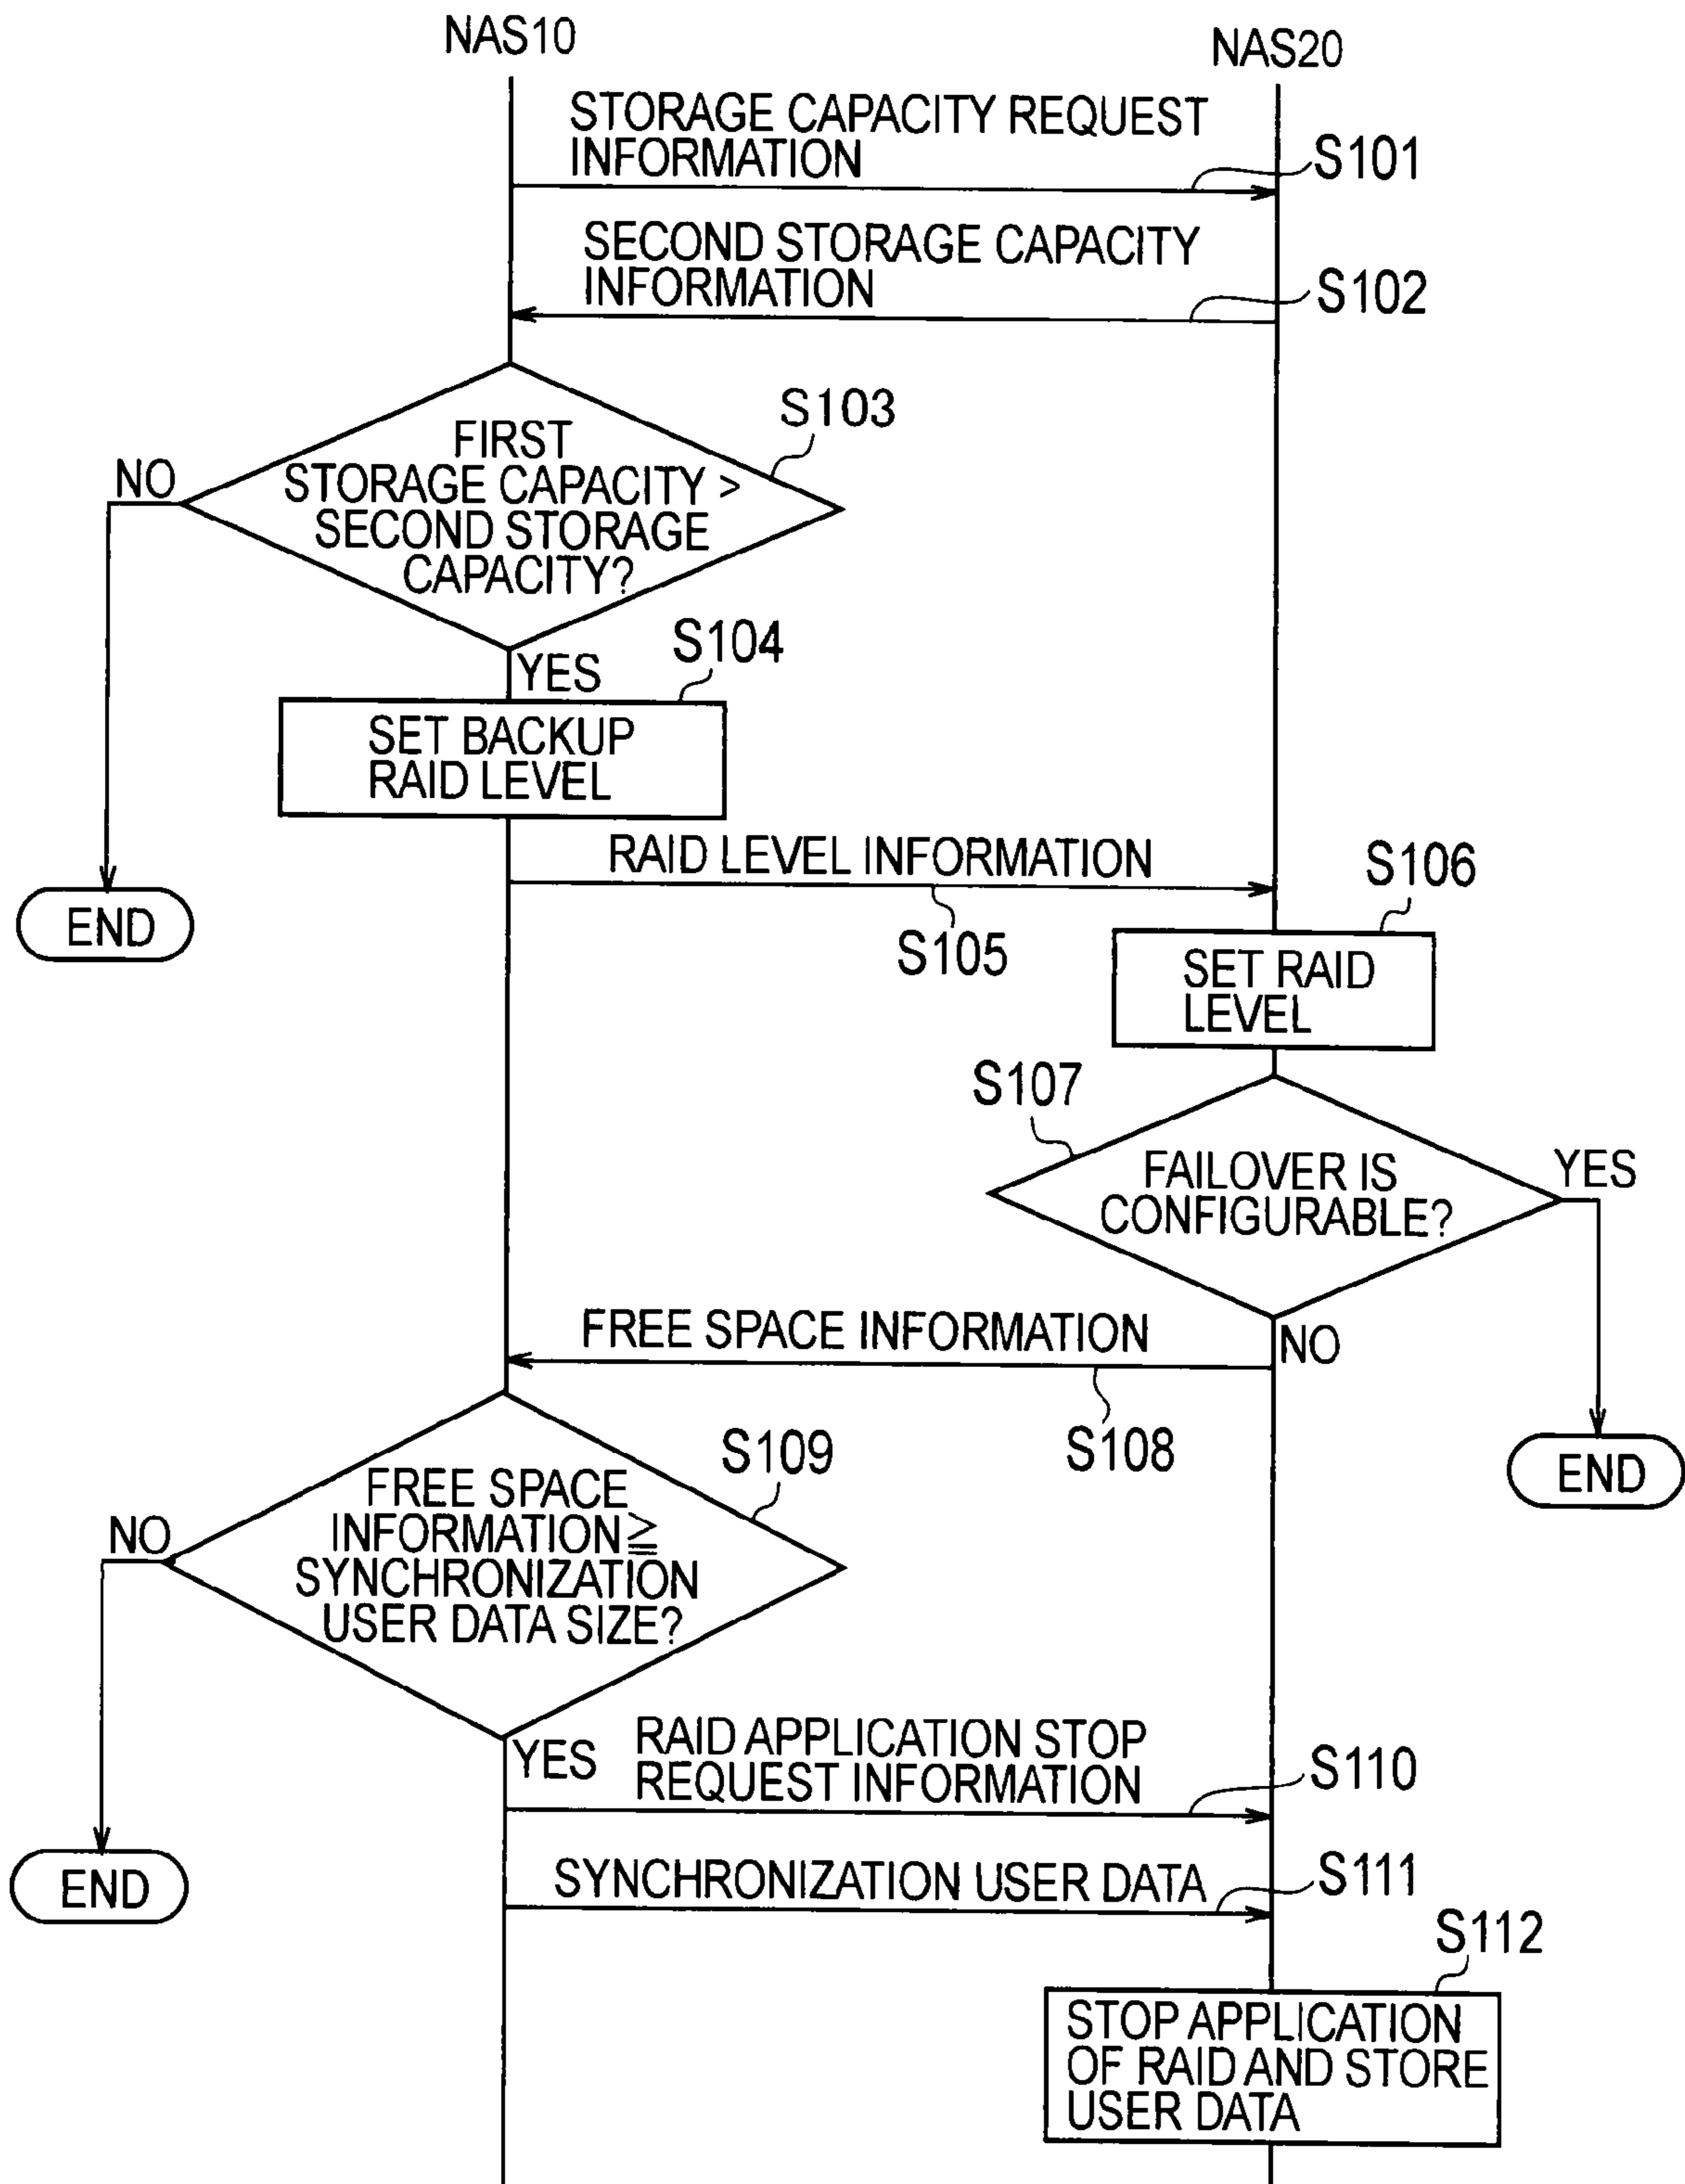 NAS10
NAS20
STORAGE CAPACITY REQUEST
INFORMATION
S101
SECOND STORAGE CAPACITY
INFORMATION
S102
S103
FIRST
STORAGE CAPACITY >
SECOND STORAGE
CAPACITY?
NO
S104
YES
SET BACKUP
RAID LEVEL
RAID LEVEL INFORMATION
S105
END
S106
SET RAID
LEVEL
S107
FAILOVER IS
CONFIGURABLE?
YES
NO
FREE SPACE INFORMATION
S108
END
S109
FREE SPACE
INFORMATION≧
SYNCHRONIZATION
USER DATA SIZE?
NO
YES
RAID APPLICATION STOP
REQUEST INFORMATION
S110
END
SYNCHRONIZATION USER DATA
S111
S112
STOP APPLICATION
OF RAID AND STORE
USER DATA